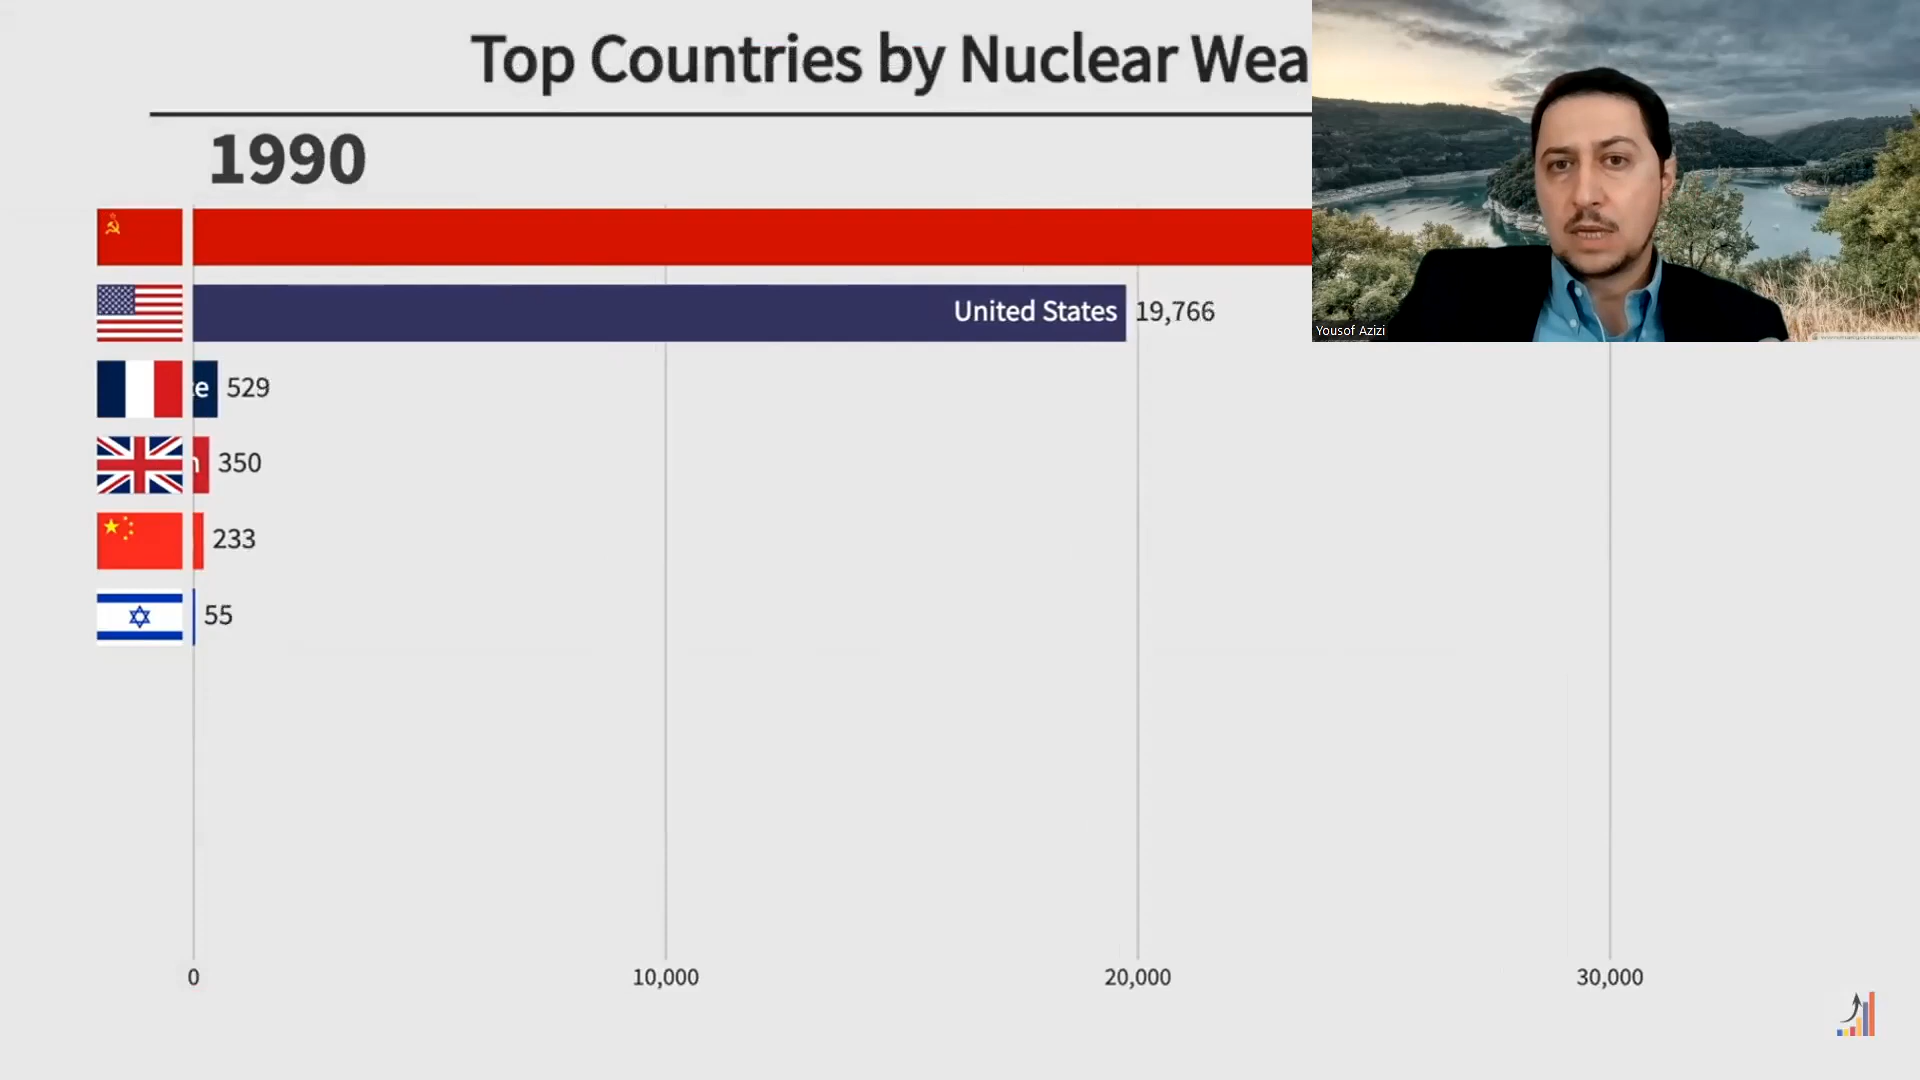 Top Countries by Nuclear Wea
1990
United States 19,766
e 529
n 350
233
55
0 10,000 20,000 30,000
Yousof Azizi